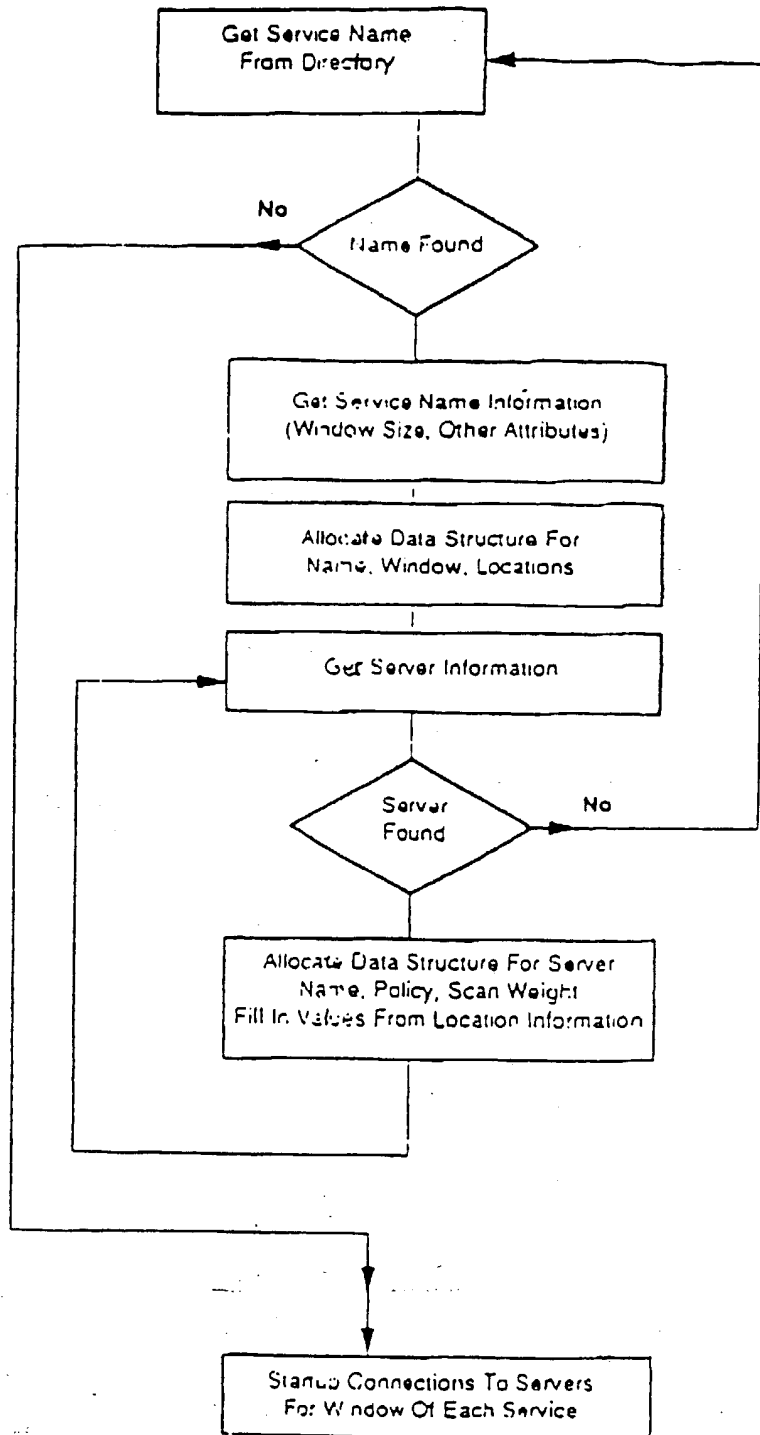 Get Service Name
From Directory
No
Name Found
Get Service Name Information
(Window Size, Other Attributes)
Allocate Data Structure For
Name, Window, Locations
Get Server Information
Server
Found
No
Allocate Data Structure For Server
Name, Policy, Scan Weight
Fill In Values From Location Information
Startup Connections To Servers
For Window Of Each Service